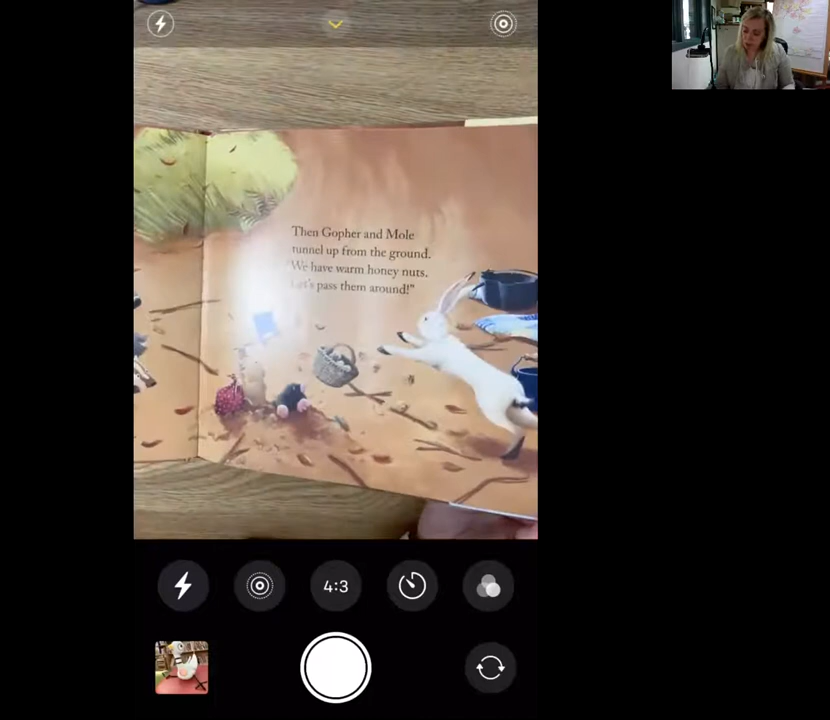 Then Gopher and Mole
tunnel up from the ground.
"We have warm honey nuts.
Let's pass them around!"
4:3